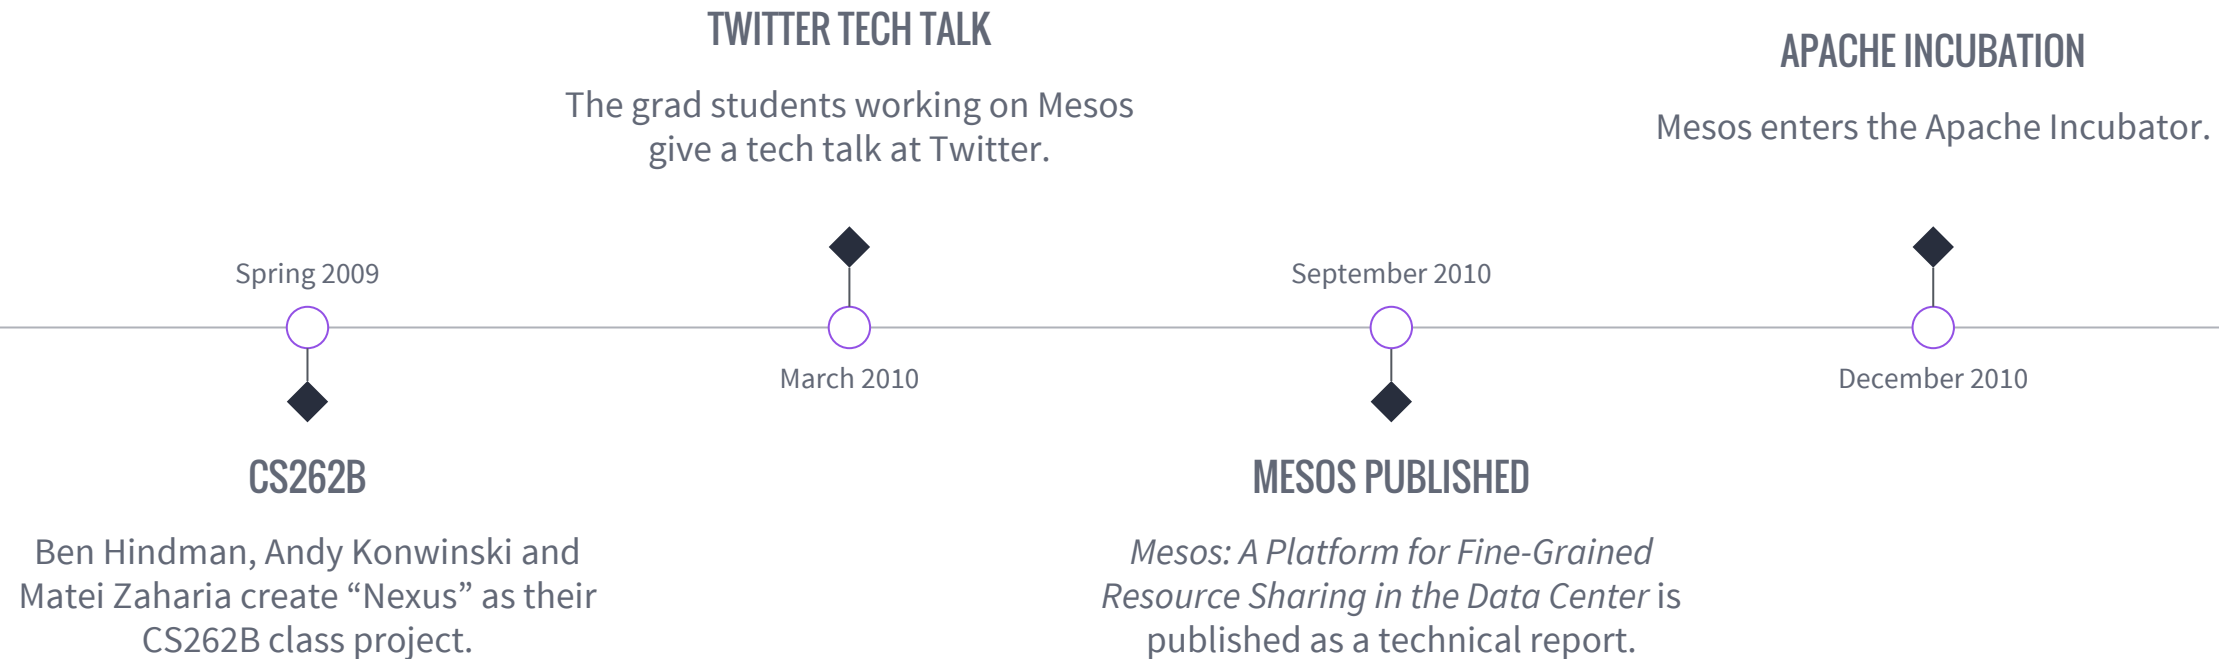 TWITTER TECH TALK
The grad students working on Mesos
give a tech talk at Twitter.
APACHE INCUBATION
Mesos enters the Apache Incubator.
Spring 2009
September 2010
March 2010
December 2010
CS262B
Ben Hindman, Andy Konwinski and
Matei Zaharia create “Nexus” as their
CS262B class project.
MESOS PUBLISHED
Mesos: A Platform for Fine-Grained
Resource Sharing in the Data Center is
published as a technical report.